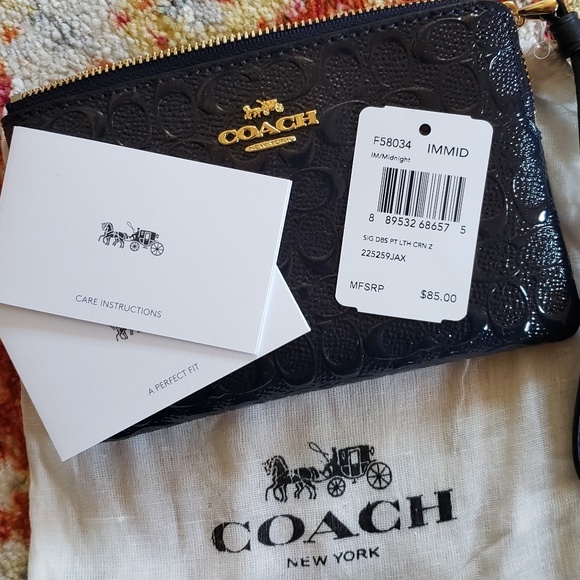 COACH
NEW YORK
F58034 IMMID
IM/Midnight
8 89532 68657 5
SIG DBS PT LTH CRN Z
225259JAX
MFSRP $85.00
CARE INSTRUCTIONS
A PERFECT FIT
COACH
NEW YORK